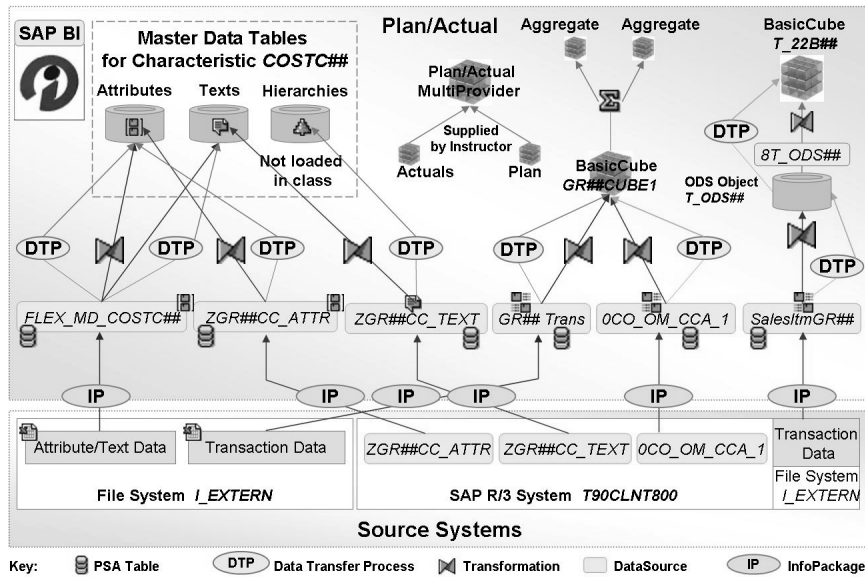 SAP BI
Master Data Tables
for Characteristic COSTC##
Attributes Texts Hierarchies
Not loaded
in class
Plan/Actual
Plan/Actual
MultiProvider
Supplied
by Instructor
Actuals
Plan
Aggregate Aggregate
Σ
BasicCube
GR##CUBE1
BasicCube
T_22B##
DTP
8T_ODS##
ODS Object
T_ODS##
DTP DTP DTP DTP DTP DTP DTP
FLEX_MD_COSTC## ZGR##CC_ATTR ZGR##CC_TEXT GR## Trans 0CO_OM_CCA_1 SalesItmGR##
IP IP IP IP IP IP
Attribute/Text Data
Transaction Data
File System I_EXTERN
ZGR##CC_ATTR ZGR##CC_TEXT 0CO_OM_CCA_1
SAP R/3 System T90CLNT800
Transaction
Data
File System
I_EXTERN
Source Systems
Key: PSA Table DTP Data Transfer Process Transformation DataSource IP InfoPackage